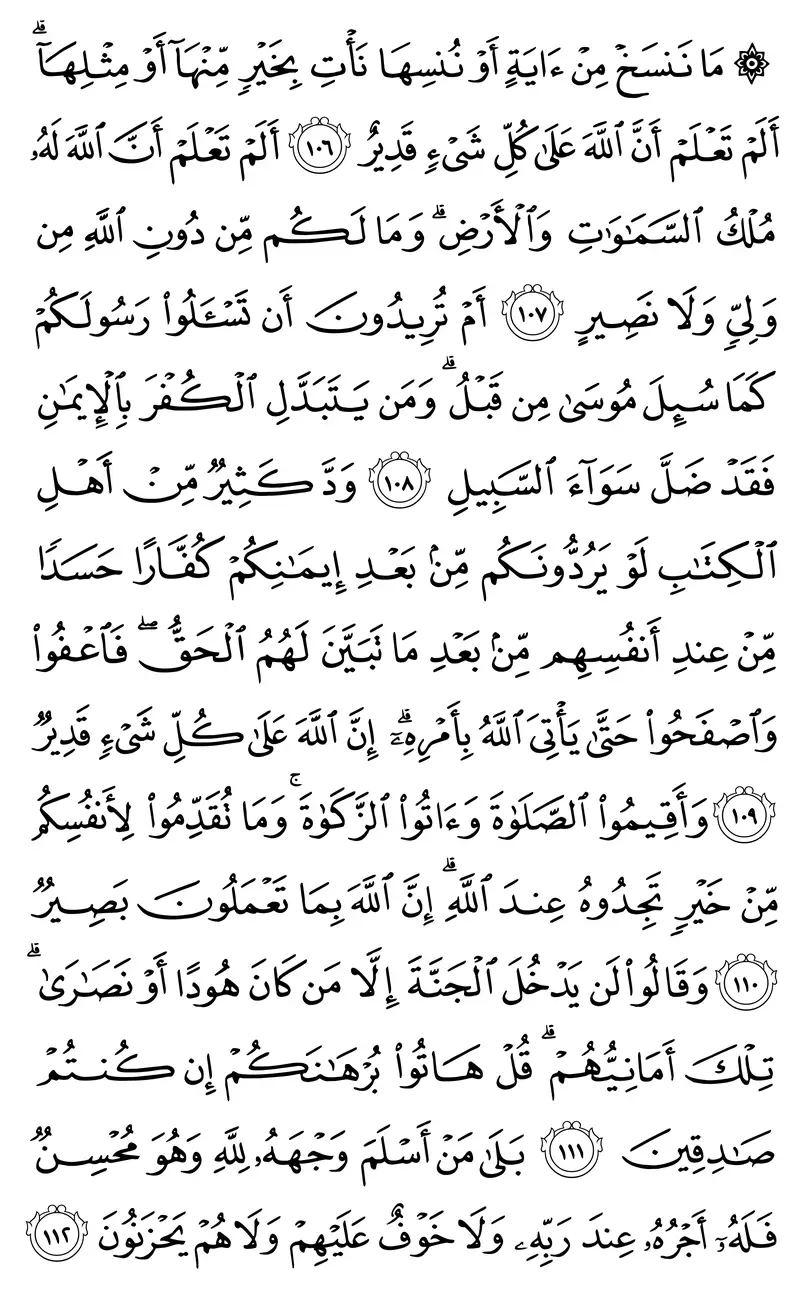 ۞ مَا نَنسَخۡ مِنۡ ءَايَةٍ أَوۡ نُنسِهَا نَأۡتِ بِخَيۡرٖ مِّنۡهَآ أَوۡ مِثۡلِهَآۗ
أَلَمۡ تَعۡلَمۡ أَنَّ ٱللَّهَ عَلَىٰ كُلِّ شَيۡءٖ قَدِيرٌ ١٠٦ أَلَمۡ تَعۡلَمۡ أَنَّ ٱللَّهَ لَهُۥ
مُلۡكُ ٱلسَّمَٰوَٰتِ وَٱلۡأَرۡضِۗ وَمَا لَكُم مِّن دُونِ ٱللَّهِ مِن
وَلِيّٖ وَلَا نَصِيرٍ ١٠٧ أَمۡ تُرِيدُونَ أَن تَسۡـَٔلُواْ رَسُولَكُمۡ
كَمَا سُئِلَ مُوسَىٰ مِن قَبۡلُۗ وَمَن يَتَبَدَّلِ ٱلۡكُفۡرَ بِٱلۡإِيمَٰنِ
فَقَدۡ ضَلَّ سَوَآءَ ٱلسَّبِيلِ ١٠٨ وَدَّ كَثِيرٞ مِّنۡ أَهۡلِ
ٱلۡكِتَٰبِ لَوۡ يَرُدُّونَكُم مِّنۢ بَعۡدِ إِيمَٰنِكُمۡ كُفَّارًا حَسَدٗا
مِّنۡ عِندِ أَنفُسِهِم مِّنۢ بَعۡدِ مَا تَبَيَّنَ لَهُمُ ٱلۡحَقُّۖ فَٱعۡفُواْ
وَٱصۡفَحُواْ حَتَّىٰ يَأۡتِيَ ٱللَّهُ بِأَمۡرِهِۦٓۗ إِنَّ ٱللَّهَ عَلَىٰ كُلِّ شَيۡءٖ قَدِيرٞ
١٠٩ وَأَقِيمُواْ ٱلصَّلَوٰةَ وَءَاتُواْ ٱلزَّكَوٰةَۚ وَمَا تُقَدِّمُواْ لِأَنفُسِكُم
مِّنۡ خَيۡرٖ تَجِدُوهُ عِندَ ٱللَّهِۗ إِنَّ ٱللَّهَ بِمَا تَعۡمَلُونَ بَصِيرٞ
١١٠ وَقَالُواْ لَن يَدۡخُلَ ٱلۡجَنَّةَ إِلَّا مَن كَانَ هُودًا أَوۡ نَصَٰرَىٰۗ
تِلۡكَ أَمَانِيُّهُمۡۗ قُلۡ هَاتُواْ بُرۡهَٰنَكُمۡ إِن كُنتُمۡ
صَٰدِقِينَ ١١١ بَلَىٰ مَنۡ أَسۡلَمَ وَجۡهَهُۥ لِلَّهِ وَهُوَ مُحۡسِنٞ
فَلَهُۥٓ أَجۡرُهُۥ عِندَ رَبِّهِۦ وَلَا خَوۡفٌ عَلَيۡهِمۡ وَلَا هُمۡ يَحۡزَنُونَ ١١٢